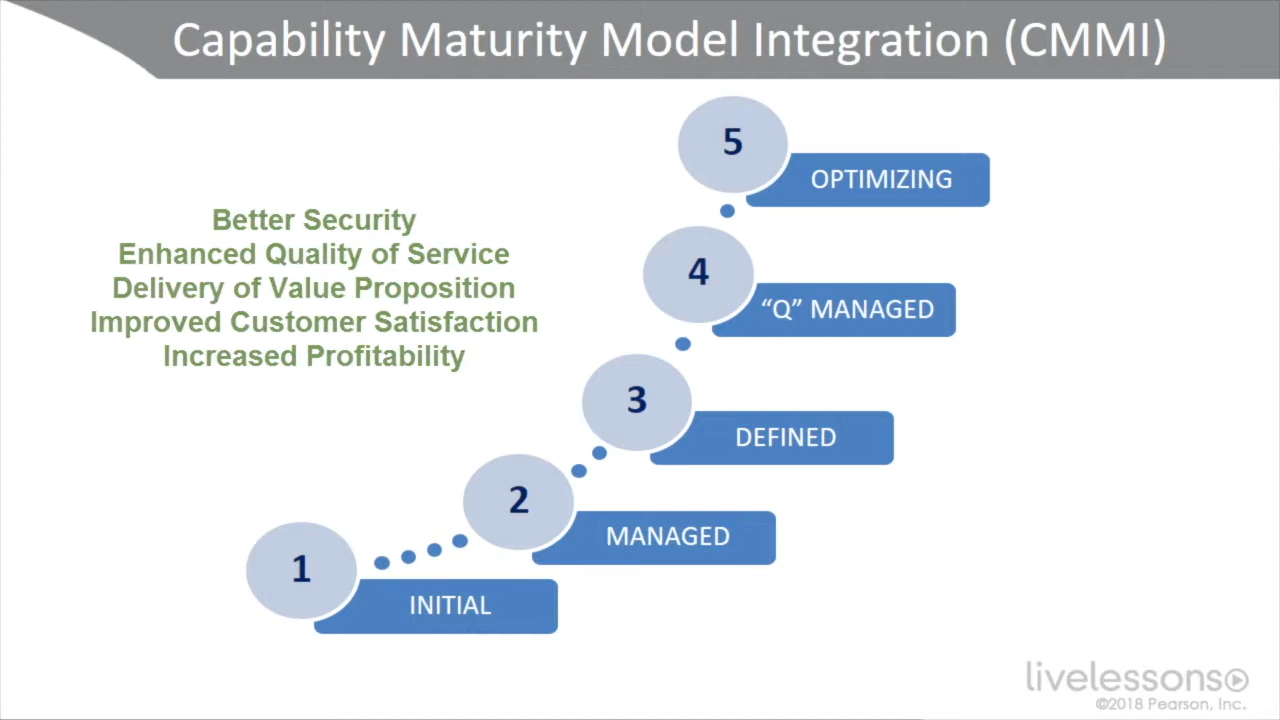 Capability Maturity Model Integration (CMMI)
5
OPTIMIZING
Better Security
Enhanced Quality of Service
Delivery of Value Proposition
Improved Customer Satisfaction
Increased Profitability
4
“Q” MANAGED
3
DEFINED
2
MANAGED
1
INITIAL
livelessons
©2018 Pearson, Inc.